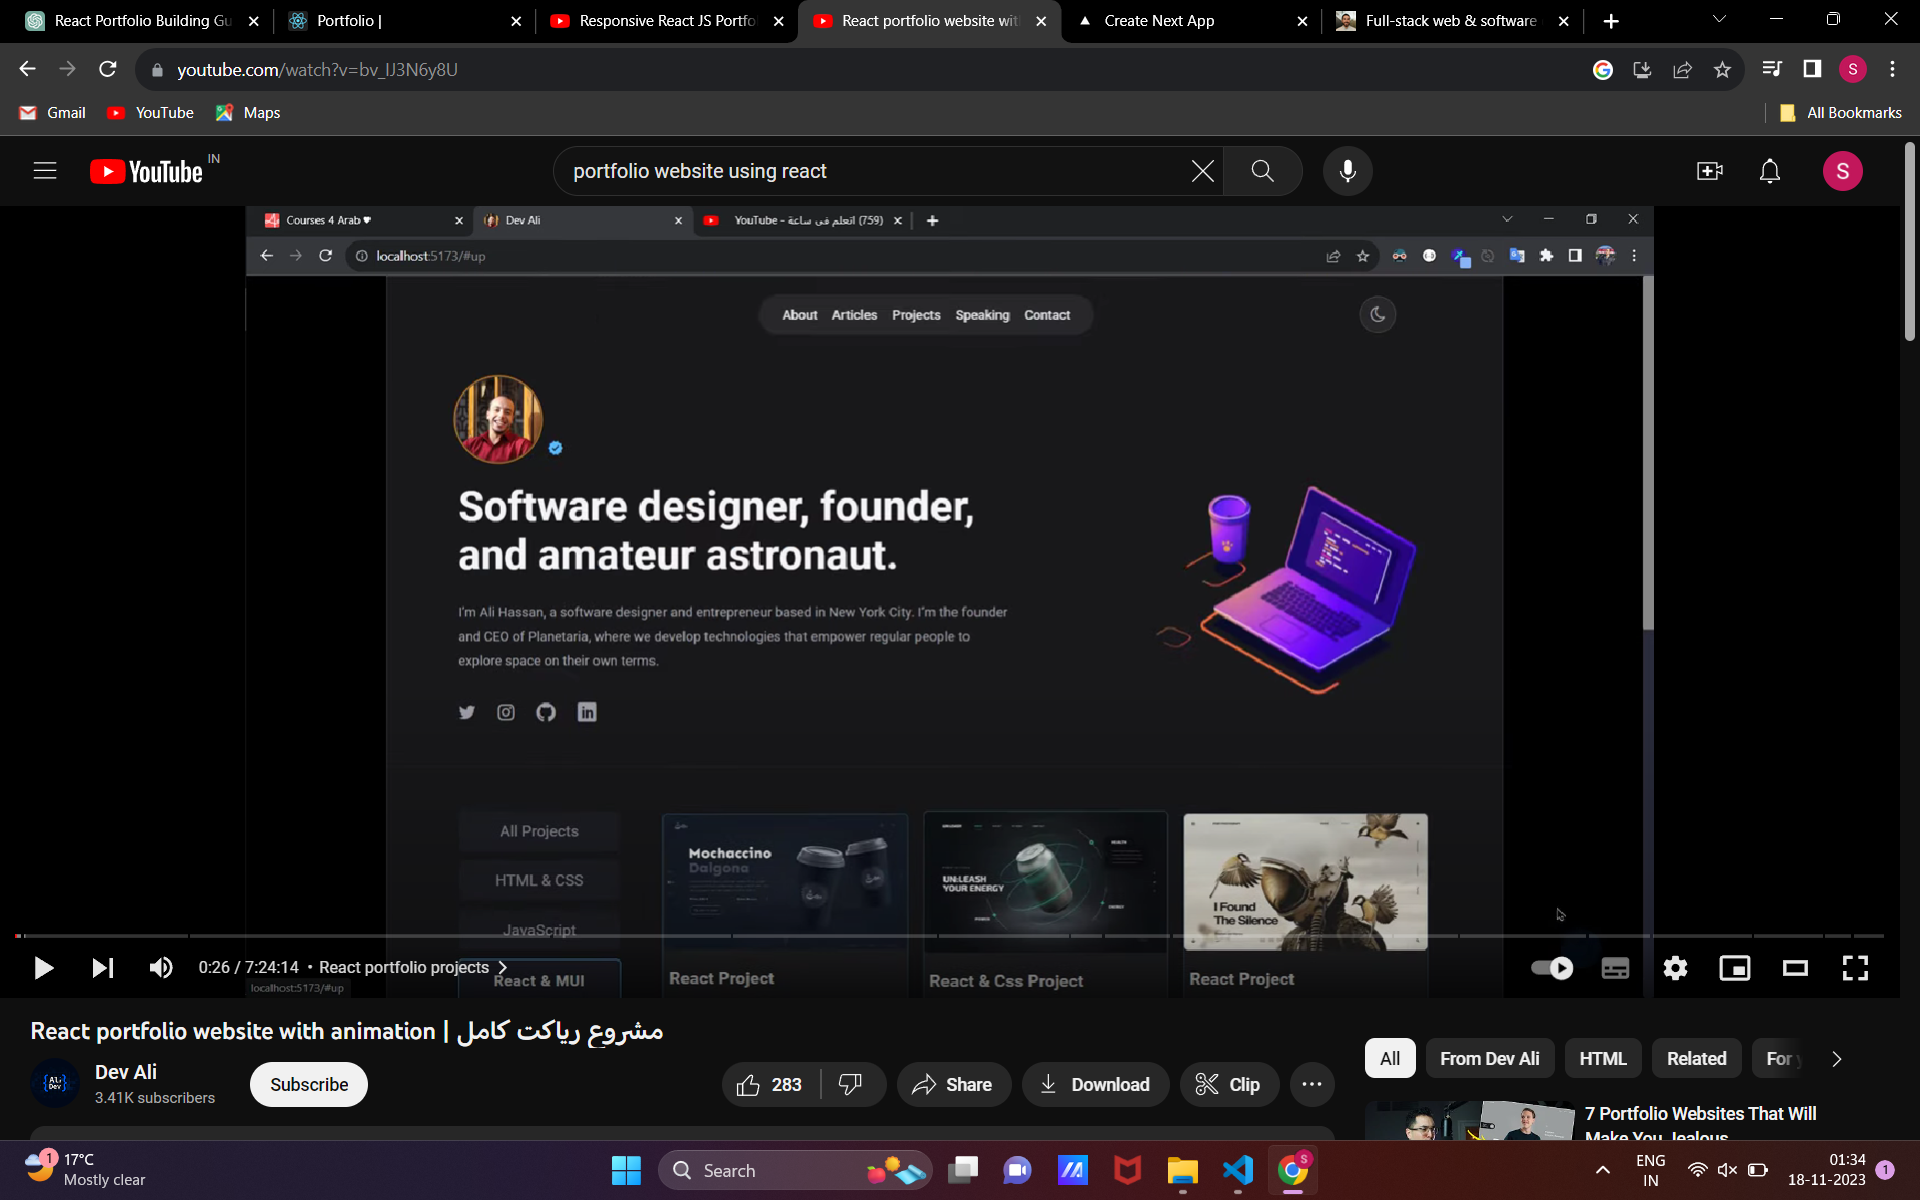 React Portfolio Building Gu
Portfolio |
Responsive React JS Portfo
React portfolio website wit
Create Next App
Full-stack web & software
youtube.com/watch?v=bv_lJ3N6y8U
S
Gmail
YouTube
Maps
All Bookmarks
YouTube IN
portfolio website using react
S
Courses 4 Arab
Dev Ali
YouTube - اتعلم فى ساعة (759)
localhost:5173/#up
About Articles Projects Speaking Contact
Software designer, founder,
and amateur astronaut.
I'm Ali Hassan, a software designer and entrepreneur based in New York City. I'm the founder
and CEO of Planetaria, where we develop technologies that empower regular people to
explore space on their own terms.
All Projects
HTML & CSS
JavaScript
React & MUI
Mochaccino
Dalgona
UNLEASH
YOUR ENERGY
I Found
The Silence
React Project
React & Css Project
React Project
0:26 / 7:24:14 • React portfolio projects
localhost:5173/#up
React portfolio website with animation | مشروع رياكت كامل
Dev Ali
3.41K subscribers
Subscribe
283
Share
Download
Clip
All
From Dev Ali
HTML
Related
For y
7 Portfolio Websites That Will
Make You Jealous
1
17°C
Mostly clear
Search
S
ENG
IN
01:34
18-11-2023
1